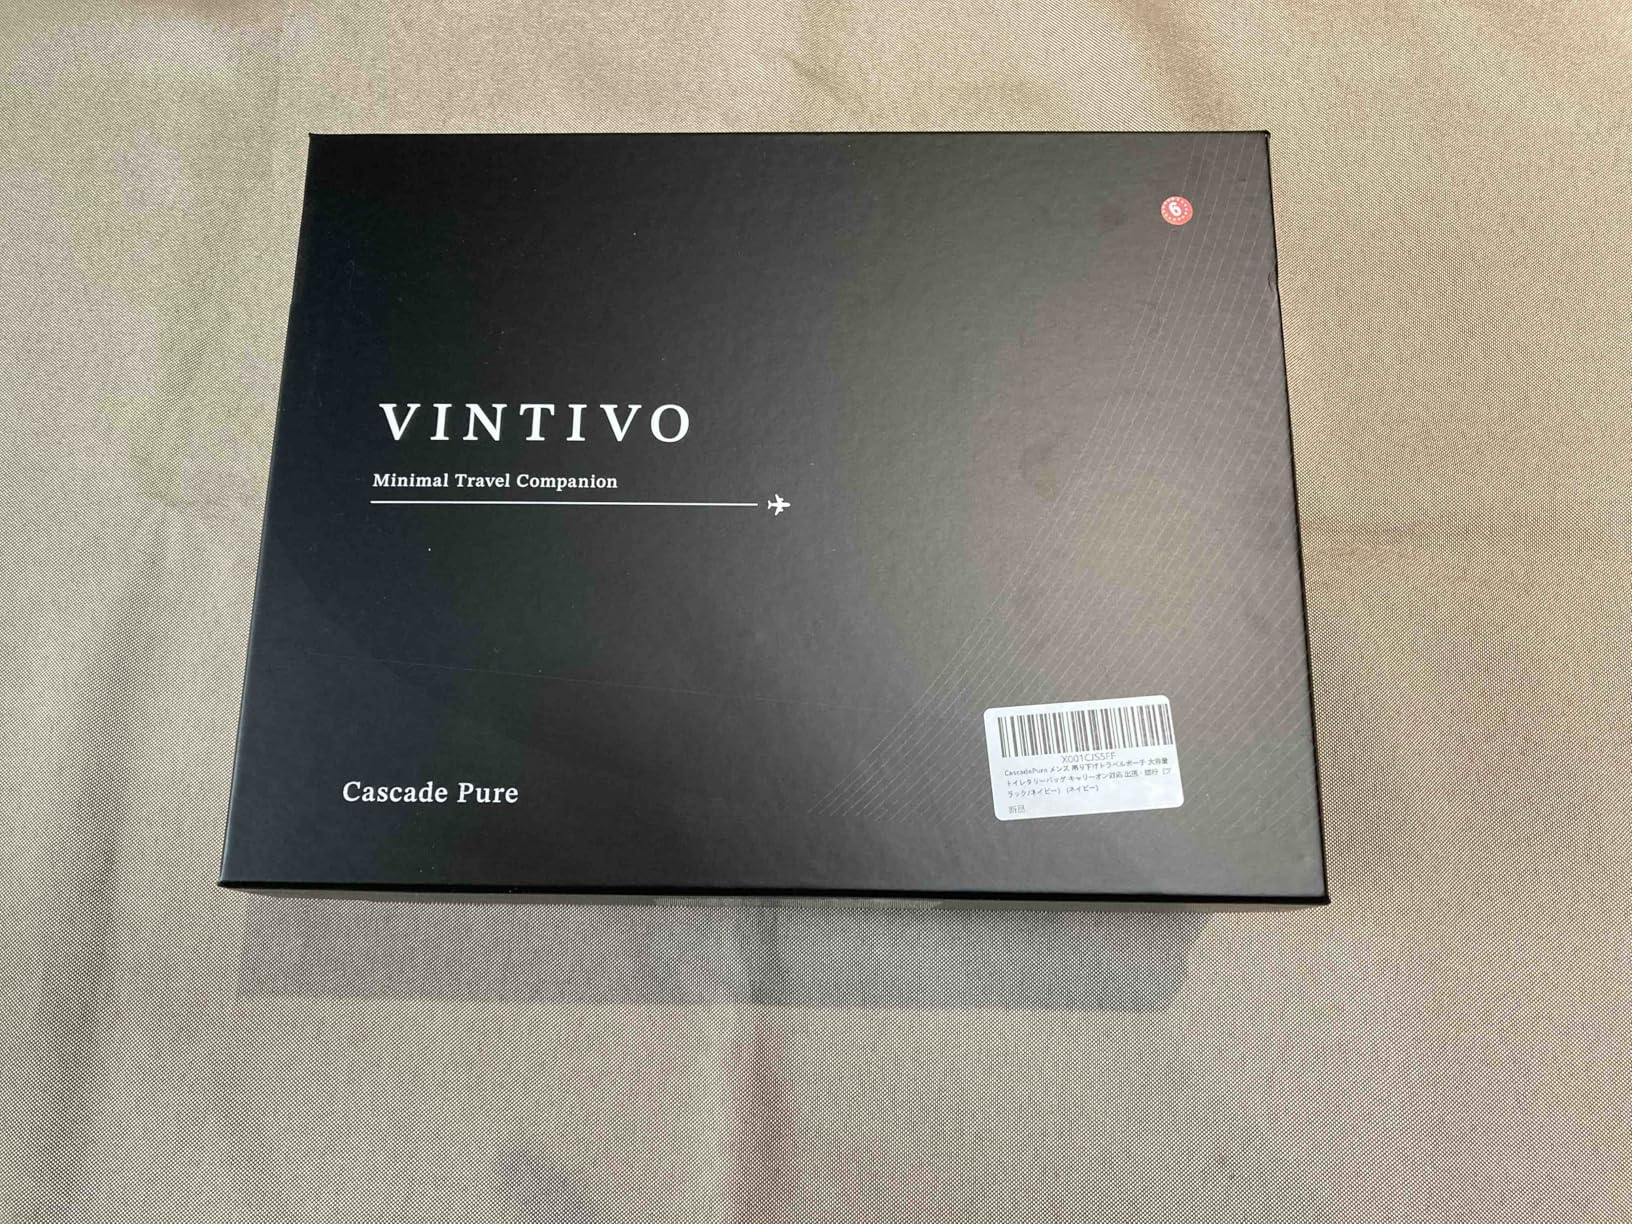 6
VINTIVO
Minimal Travel Companion
X001CJS5FF
CascadePure メンズ 吊り下げトラベルポーチ 大容量
トイレタリーバッグ キャリーオン対応 出張・旅行 (ブ
ラック/ネイビー) (ネイビー)
新品
Cascade Pure